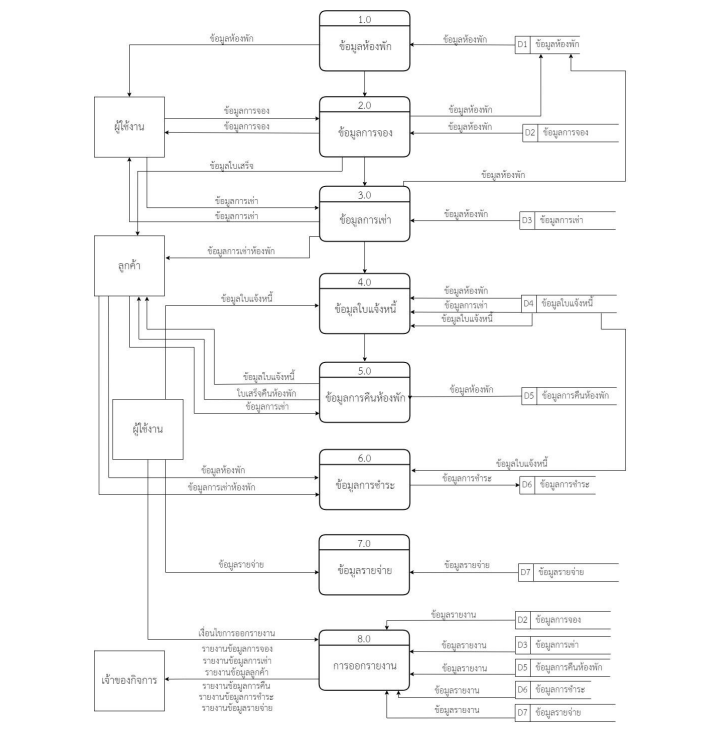 1.0
ข้อมูลห้องพัก
ข้อมูลห้องพัก
ข้อมูลห้องพัก
D1 ข้อมูลห้องพัก
2.0
ผู้ใช้งาน
ข้อมูลการจอง
ข้อมูลการจอง
ข้อมูลการจอง
ข้อมูลห้องพัก
ข้อมูลห้องพัก
D2 ข้อมูลการจอง
ข้อมูลใบเสร็จ
ข้อมูลห้องพัก
3.0
ข้อมูลการเช่า
ข้อมูลการเช่า
ข้อมูลการเช่า
ข้อมูลห้องพัก
D3 ข้อมูลการเช่า
ลูกค้า
ข้อมูลการเช่าห้องพัก
4.0
ข้อมูลใบแจ้งหนี้
ข้อมูลใบแจ้งหนี้
ข้อมูลห้องพัก
ข้อมูลการเช่า
ข้อมูลใบแจ้งหนี้
D4 ข้อมูลใบแจ้งหนี้
5.0
ข้อมูลใบแจ้งหนี้
ใบเสร็จคืนห้องพัก
ข้อมูลการเช่า
ข้อมูลการคืนห้องพัก
ข้อมูลห้องพัก
D5 ข้อมูลการคืนห้องพัก
ผู้ใช้งาน
6.0
ข้อมูลห้องพัก
ข้อมูลการเช่าห้องพัก
ข้อมูลการชำระ
ข้อมูลใบแจ้งหนี้
ข้อมูลการชำระ
D6 ข้อมูลการชำระ
7.0
ข้อมูลรายจ่าย
ข้อมูลรายจ่าย
ข้อมูลรายจ่าย
D7 ข้อมูลรายจ่าย
8.0
เงื่อนไขการออกรายงาน
การออกรายงาน
ข้อมูลรายงาน
D2 ข้อมูลการจอง
ข้อมูลรายงาน
D3 ข้อมูลการเช่า
ข้อมูลรายงาน
D5 ข้อมูลการคืนห้องพัก
ข้อมูลรายงาน
D6 ข้อมูลการชำระ
ข้อมูลรายงาน
D7 ข้อมูลรายจ่าย
เจ้าของกิจการ
รายงานข้อมูลการจอง
รายงานข้อมูลการเช่า
รายงานข้อมูลลูกค้า
รายงานข้อมูลการคืน
รายงานข้อมูลการชำระ
รายงานข้อมูลรายจ่าย